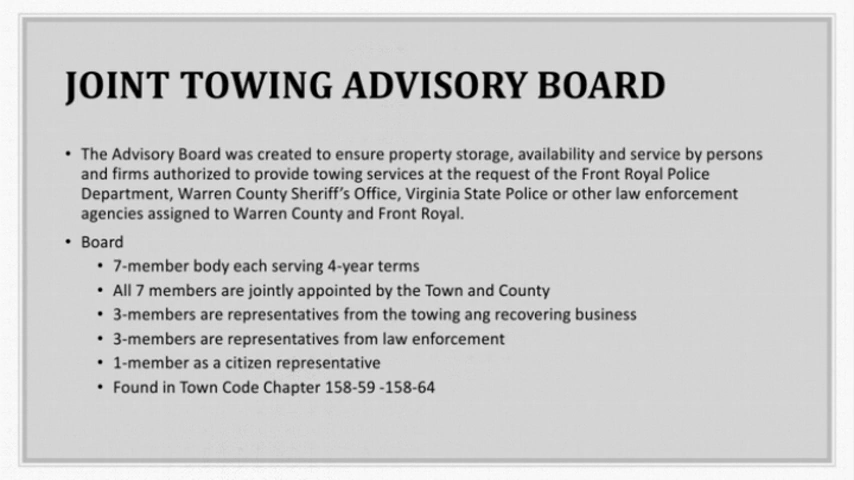 JOINT TOWING ADVISORY BOARD
• The Advisory Board was created to ensure property storage, availability and service by persons
and firms authorized to provide towing services at the request of the Front Royal Police
Department, Warren County Sheriff's Office, Virginia State Police or other law enforcement
agencies assigned to Warren County and Front Royal.
• Board
• 7-member body each serving 4-year terms
• All 7 members are jointly appointed by the Town and County
• 3-members are representatives from the towing ang recovering business
• 3-members are representatives from law enforcement
• 1-member as a citizen representative
• Found in Town Code Chapter 158-59 -158-64